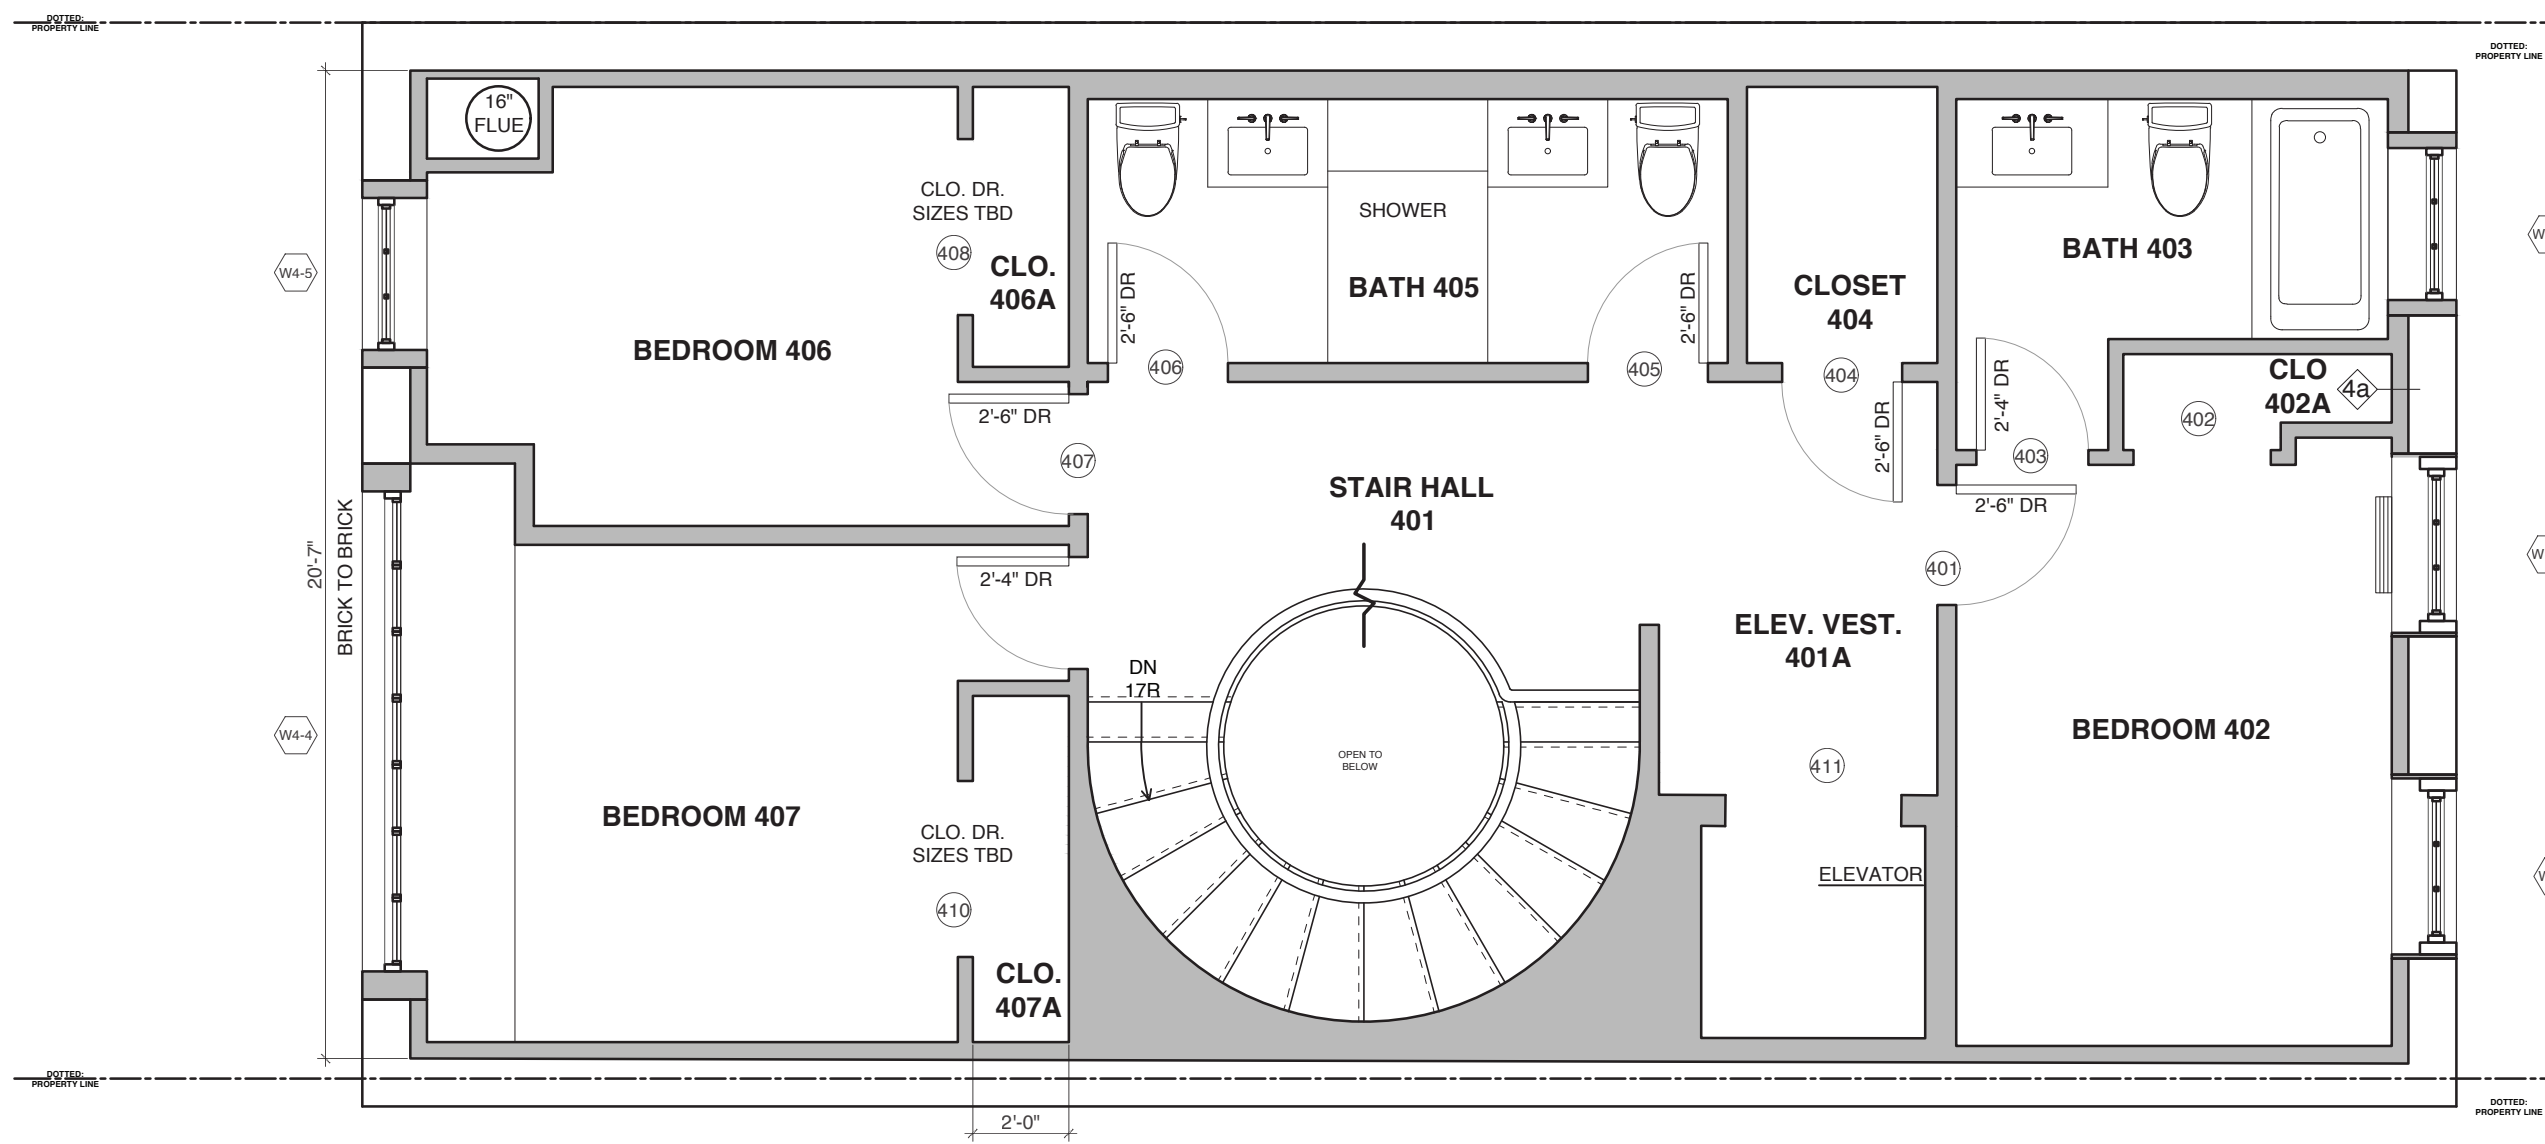 DOTTED:
PROPERTY LINE
DOTTED:
PROPERTY LINE
16"
FLUE
CLO. DR.
SIZES TBD
408
CLO.
406A
BEDROOM 406
W4-5
2'-6" DR
406
SHOWER
BATH 405
2'-6" DR
405
CLOSET
404
404
2'-6" DR
BATH 403
2'-4" DR
403
CLO
402A
4a
402
W
2'-6" DR
407
STAIR HALL
401
2'-6" DR
401
W
20'-7"
BRICK TO BRICK
2'-4" DR
ELEV. VEST.
401A
DN
17R
W4-4
BEDROOM 407
OPEN TO
BELOW
411
BEDROOM 402
CLO. DR.
SIZES TBD
410
ELEVATOR
W
CLO.
407A
DOTTED:
PROPERTY LINE
DOTTED:
PROPERTY LINE
2'-0"